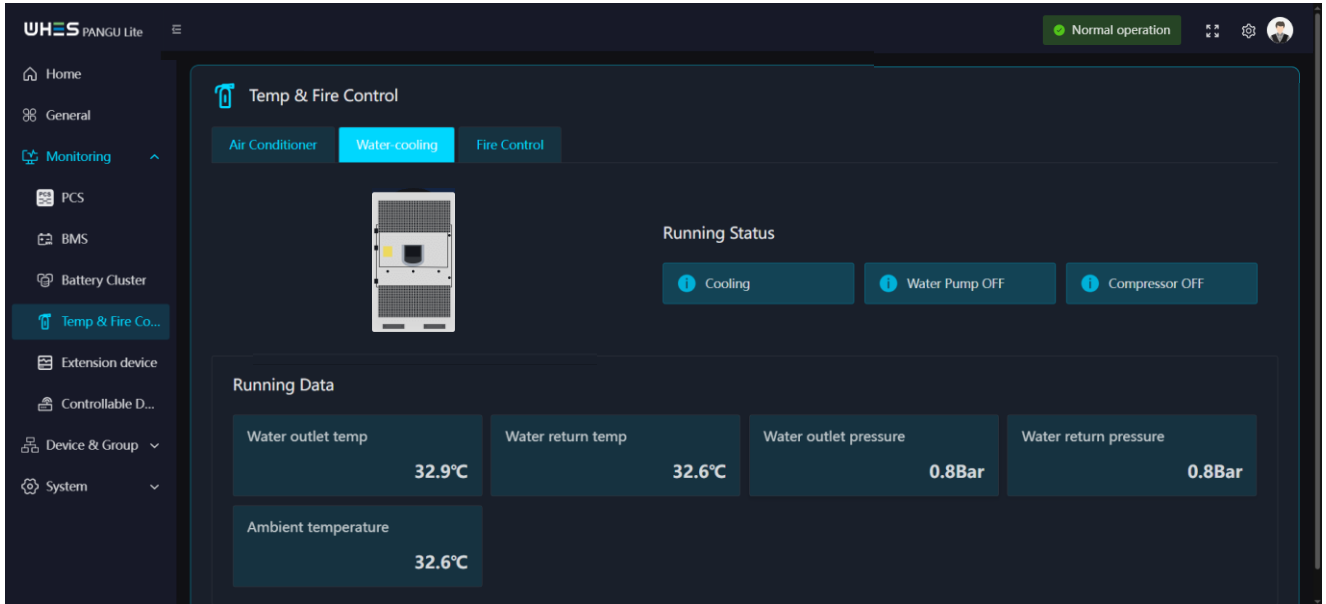 WHES PANGU Lite
Normal operation
Home
General
Monitoring
PCS
BMS
Battery Cluster
Temp & Fire Co...
Extension device
Controllable D...
Device & Group
System
Temp & Fire Control
Air Conditioner
Water-cooling
Fire Control
Running Status
Cooling
Water Pump OFF
Compressor OFF
Running Data
Water outlet temp
32.9℃
Water return temp
32.6℃
Water outlet pressure
0.8Bar
Water return pressure
0.8Bar
Ambient temperature
32.6℃